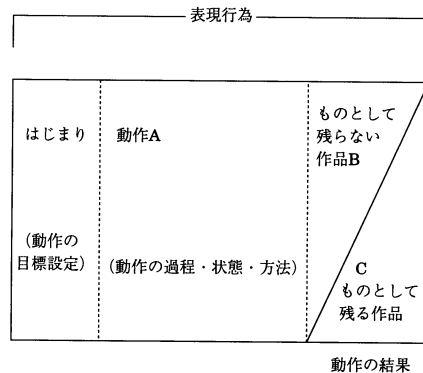 表現行為
はじまり
動作A
ものとして
残らない
作品B
(動作の
目標設定)
(動作の過程・状態・方法)
C
ものとして
残る作品
動作の結果